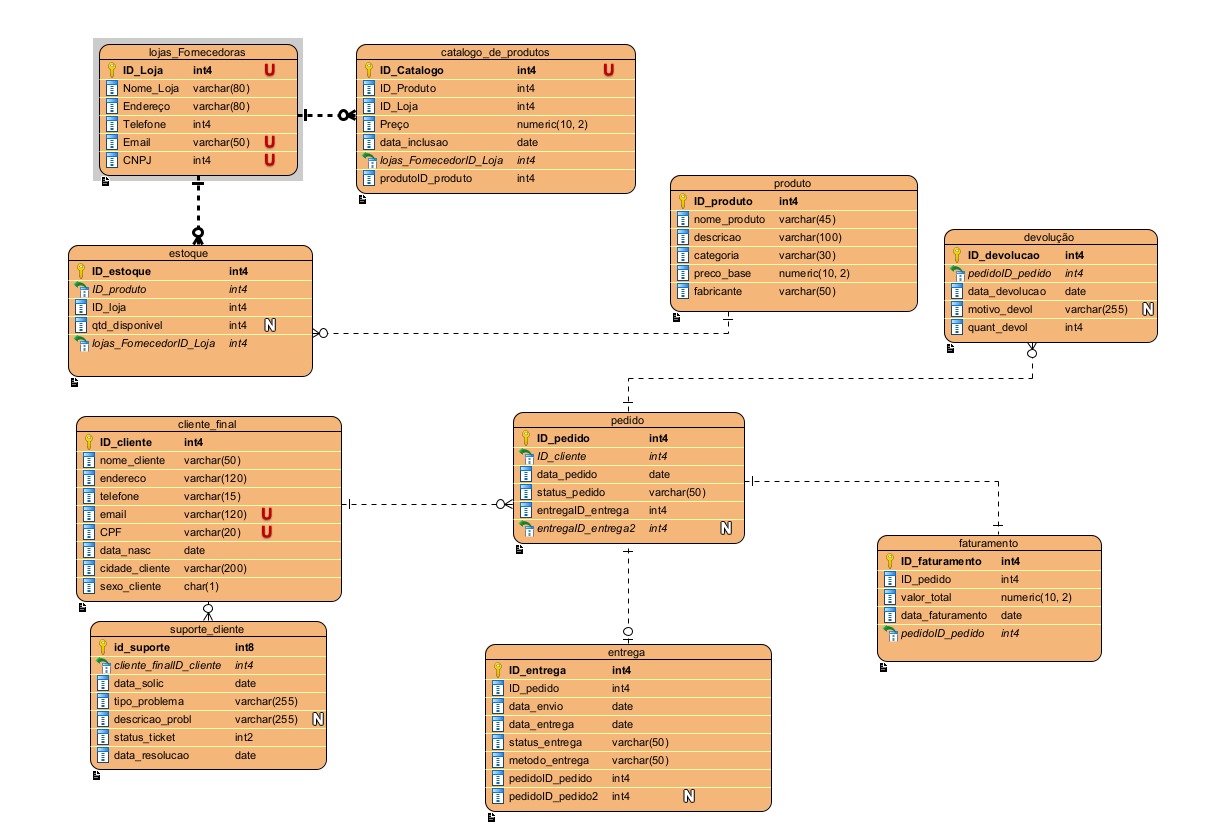 lojas_Fornecedoras
ID_Loja int4 U
Nome_Loja varchar(80)
Endereço varchar(80)
Telefone int4
Email varchar(50) U
CNPJ int4 U
catalogo_de_produtos
ID_Catalogo int4 U
ID_Produto int4
ID_Loja int4
Preço numeric(10, 2)
data_inclusao date
lojas_FornecedorID_Loja int4
produtoID_produto int4
produto
ID_produto int4
nome_produto varchar(45)
descricao varchar(100)
categoria varchar(30)
preco_base numeric(10, 2)
fabricante varchar(50)
devolução
ID_devolucao int4
pedidoID_pedido int4
data_devolucao date
motivo_devol varchar(255) N
quant_devol int4
estoque
ID_estoque int4
ID_produto int4
ID_loja int4
qtd_disponivel int4 N
lojas_FornecedorID_Loja int4
cliente_final
ID_cliente int4
nome_cliente varchar(50)
endereco varchar(120)
telefone varchar(15)
email varchar(120) U
CPF varchar(20) U
data_nasc date
cidade_cliente varchar(200)
sexo_cliente char(1)
pedido
ID_pedido int4
ID_cliente int4
data_pedido date
status_pedido varchar(50)
entregaID_entrega int4
entregaID_entrega2 int4 N
faturamento
ID_faturamento int4
ID_pedido int4
valor_total numeric(10, 2)
data_faturamento date
pedidoID_pedido int4
suporte_cliente
id_suporte int8
cliente_finalID_cliente int4
data_solic date
tipo_problema varchar(255)
descricao_probl varchar(255) N
status_ticket int2
data_resolucao date
entrega
ID_entrega int4
ID_pedido int4
data_envio date
data_entrega date
status_entrega varchar(50)
metodo_entrega varchar(50)
pedidoID_pedido int4
pedidoID_pedido2 int4 N